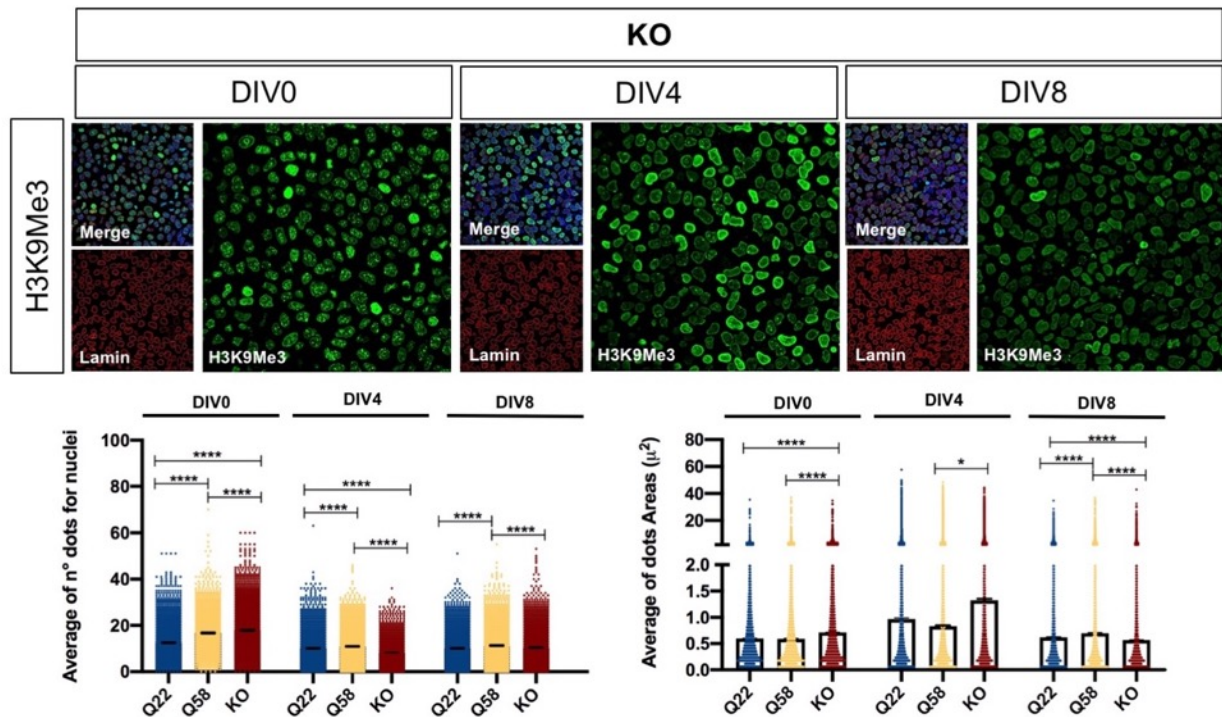 KO
DIV0
DIV4
DIV8
H3K9Me3
Merge
Lamin
H3K9Me3
Merge
Lamin
H3K9Me3
Merge
Lamin
H3K9Me3
DIV0
DIV4
DIV8
Average of n° dots for nuclei
100
80
60
40
20
0
****
****
****
****
****
****
****
****
Q22
Q58
KO
Q22
Q58
KO
Q22
Q58
KO
DIV0
DIV4
DIV8
Average of dots Areas (μ²)
80
60
40
20
2.0
1.5
1.0
0.5
0.0
****
****
*
****
****
****
Q22
Q58
KO
Q22
Q58
KO
Q22
Q58
KO